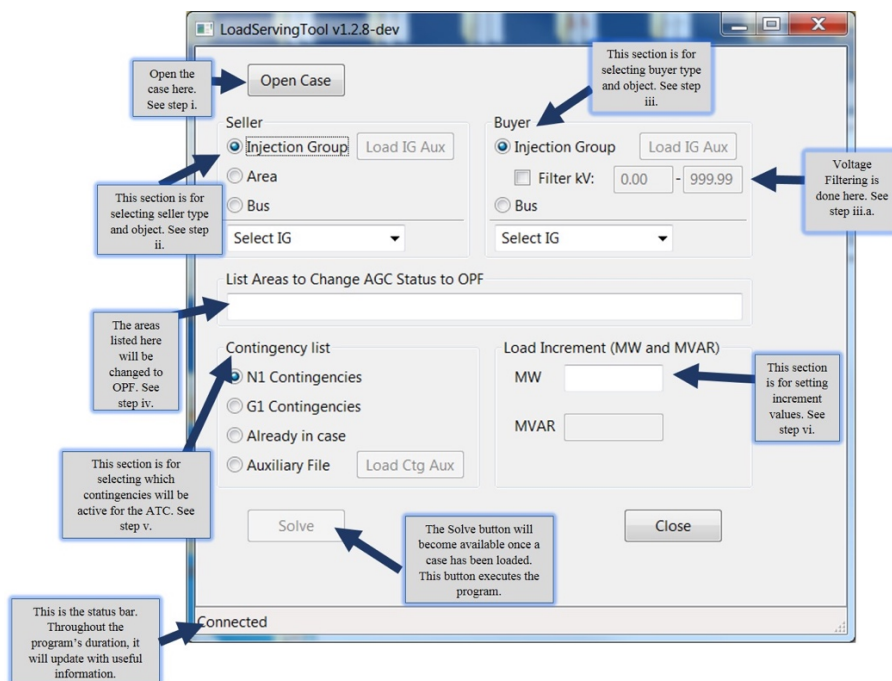 LoadServingTool v1.2.8-dev
Open the
case here.
See step i.
Open Case
This section is for
selecting buyer type
and object. See step
iii.
Seller
Injection Group
Load IG Aux
Area
Bus
Select IG
This section is for
selecting seller type
and object. See step
ii.
Buyer
Injection Group
Load IG Aux
Filter kV:
0.00
-
999.99
Bus
Select IG
Voltage
Filtering is
done here. See
step iii.a.
List Areas to Change AGC Status to OPF
The areas
listed here
will be
changed to
OPF. See
step iv.
Contingency list
N1 Contingencies
G1 Contingencies
Already in case
Auxiliary File
Load Ctg Aux
This section is for
selecting which
contingencies will be
active for the ATC. See
step v.
Load Increment (MW and MVAR)
MW
MVAR
This section
is for setting
increment
values. See
step vi.
Solve
The Solve button will
become available once a
case has been loaded.
This button executes the
program.
Close
This is the status bar.
Throughout the
program’s duration, it
will update with useful
information.
Connected